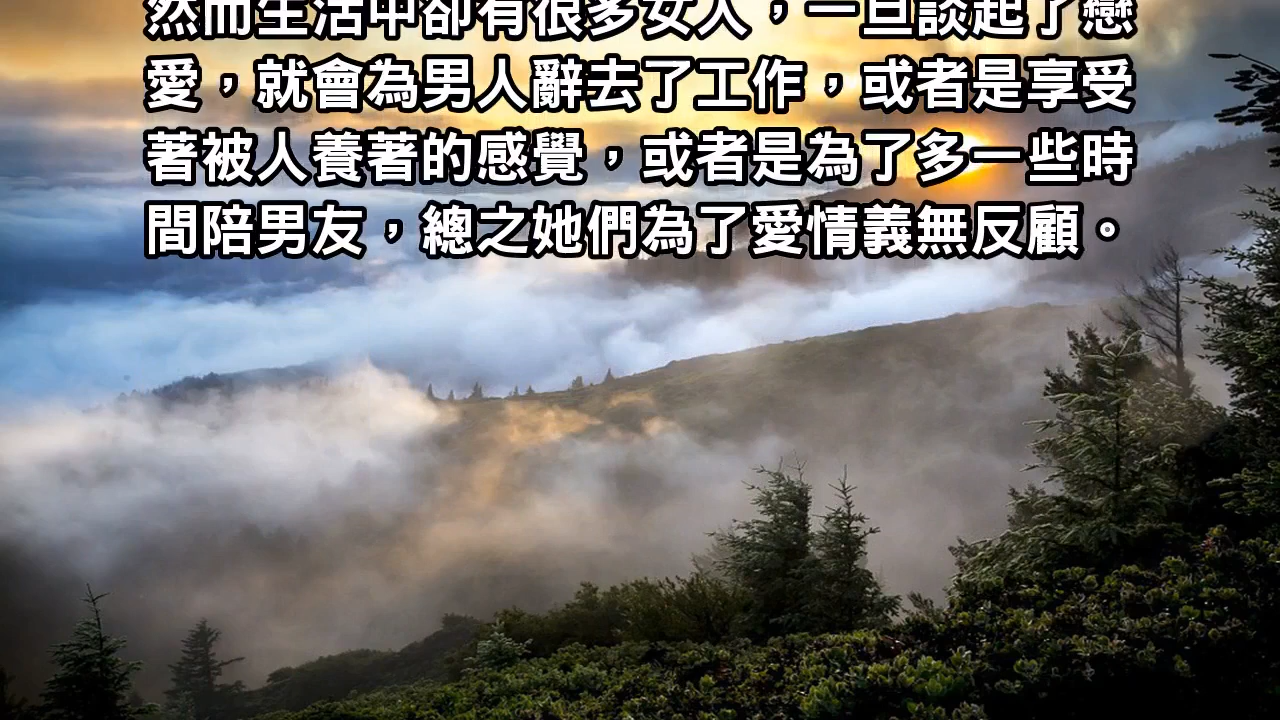 然而生活中卻有很多女人，一旦談起了戀
愛，就會為男人辭去了工作，或者是享受
著被人養著的感覺，或者是為了多一些時
間陪男友，總之她們為了愛情義無反顧。